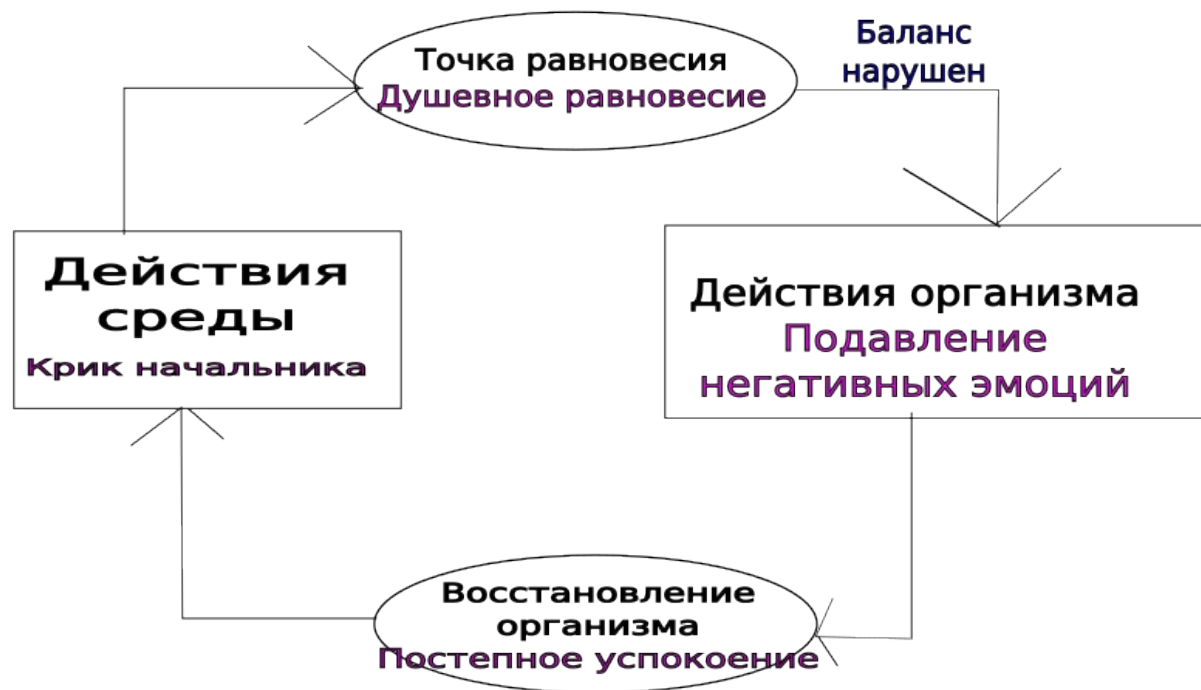 Точка равновесия
Душевное равновесие
Баланс
нарушен
Действия
среды
Крик начальника
Действия организма
Подавление
негативных эмоций
Восстановление
организма
Постепное успокоение